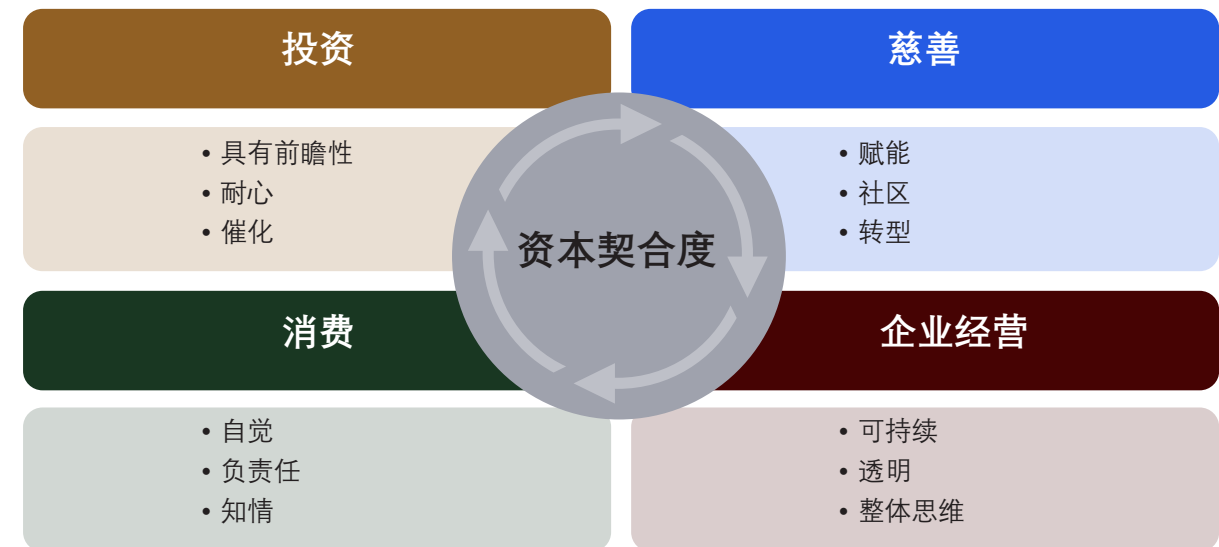 投资
• 具有前瞻性
• 耐心
• 催化
慈善
• 赋能
• 社区
• 转型
资本契合度
消费
• 自觉
• 负责任
• 知情
企业经营
• 可持续
• 透明
• 整体思维